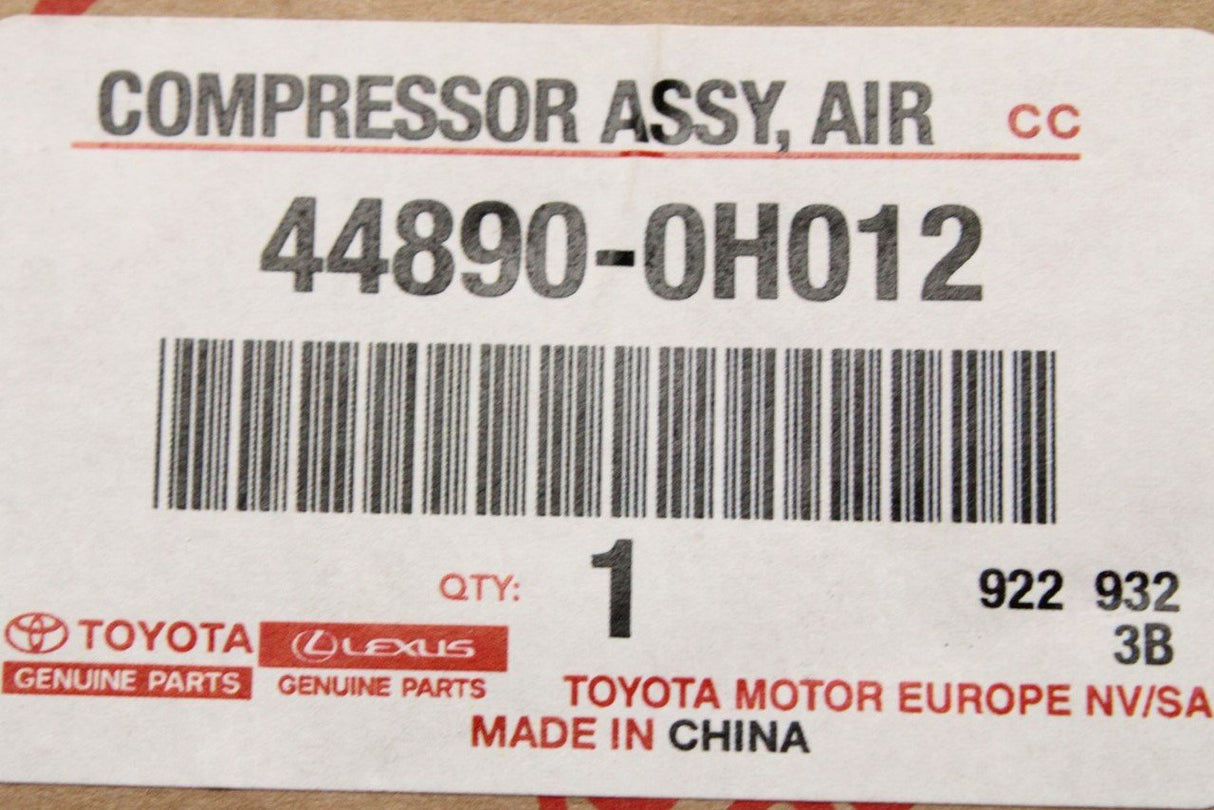 COMPRESSOR ASSY, AIR CC
44890-0H012
QTY: 1
922 932
3B
TOYOTA LEXUS
GENUINE PARTS GENUINE PARTS
TOYOTA MOTOR EUROPE NV/SA
MADE IN CHINA